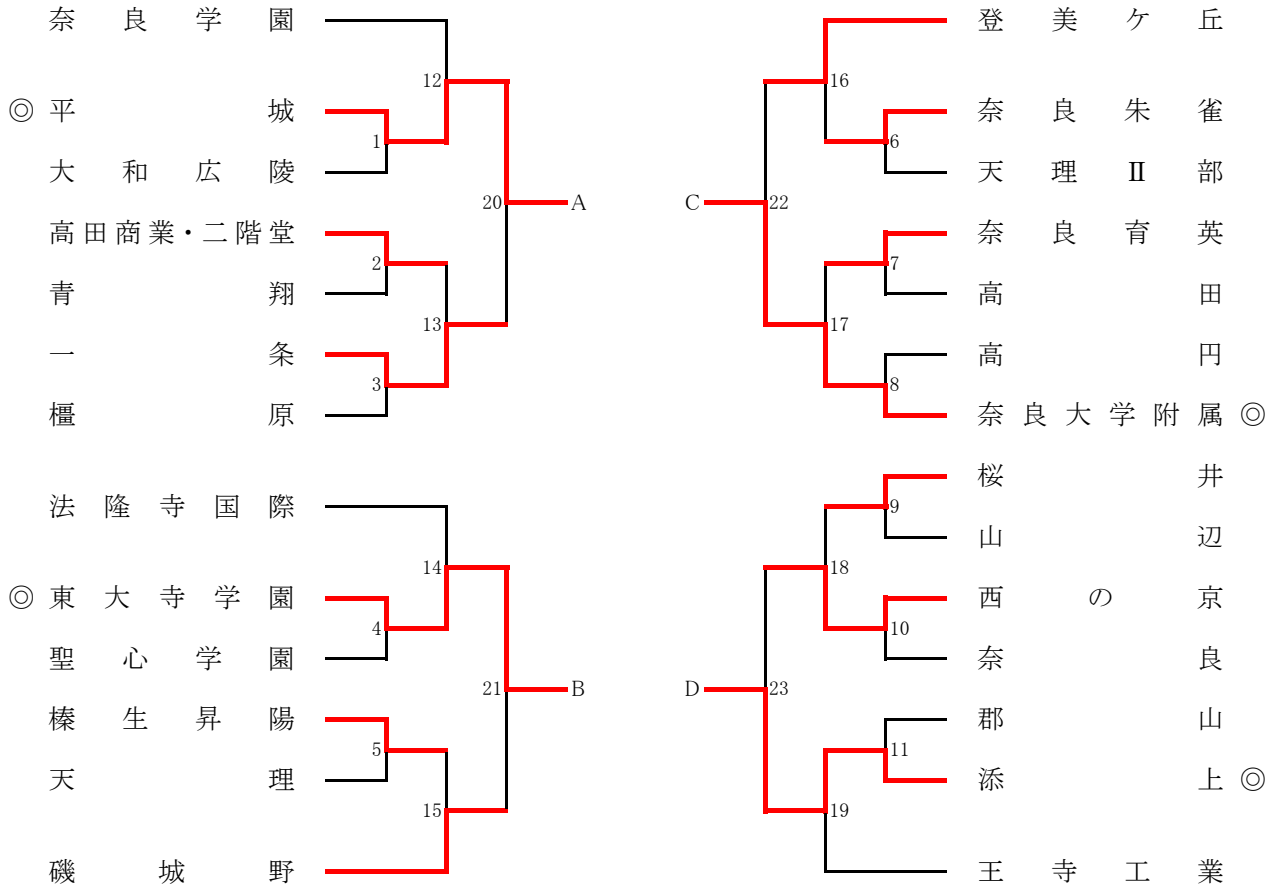 奈良学園
12
◎ 平城
1
大和広陵
20
A
高田商業・二階堂
2
青翔
13
一条
3
橿原
法隆寺国際
14
◎ 東大寺学園
4
聖心学園
21
B
榛生昇陽
5
天理
15
磯城野
登美ケ丘
16
奈良朱雀
6
天理Ⅱ部
C
22
奈良育英
7
高田
17
高円
8
奈良大学附属 ◎
桜井
9
山辺
18
西の京
10
奈良
D
23
郡山
11
添上 ◎
19
王寺工業